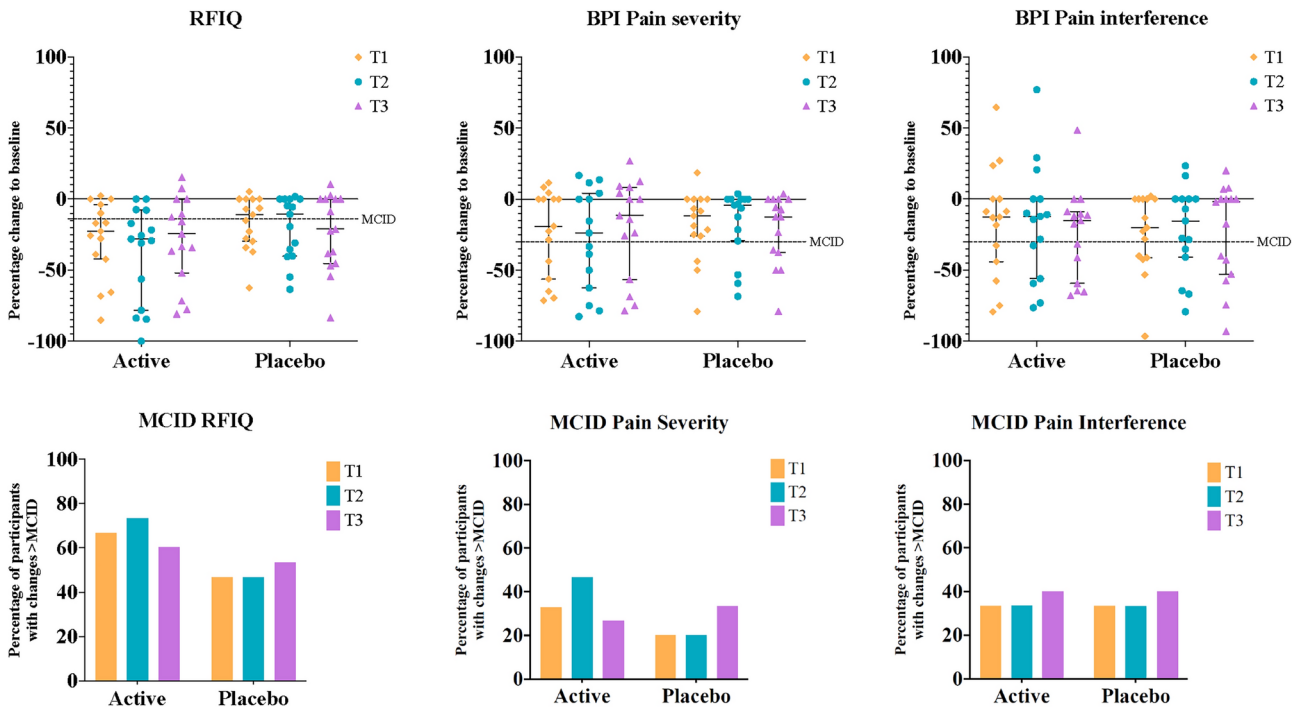 RFIQ
Percentage change to baseline
100
50
0
-50
-100
T1
T2
T3
MCID
Active
Placebo
BPI Pain severity
Percentage change to baseline
100
50
0
-50
-100
T1
T2
T3
MCID
Active
Placebo
BPI Pain interference
Percentage change to baseline
100
50
0
-50
-100
T1
T2
T3
MCID
Active
Placebo
MCID RFIQ
Percentage of participants
with changes >MCID
100
80
60
40
20
0
T1
T2
T3
Active
Placebo
MCID Pain Severity
Percentage of participants
with changes >MCID
100
80
60
40
20
0
T1
T2
T3
Active
Placebo
MCID Pain Interference
Percentage of participants
with changes >MCID
100
80
60
40
20
0
T1
T2
T3
Active
Placebo